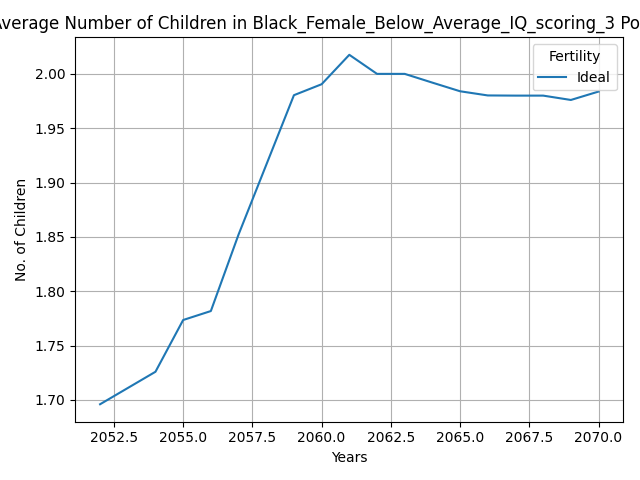 Average Number of Children in Black_Female_Below_Average_IQ_scoring_3 Po
Fertility
Ideal
2.00
1.95
1.90
1.85
1.80
1.75
1.70
No. of Children
2052.5 2055.0 2057.5 2060.0 2062.5 2065.0 2067.5 2070.0
Years